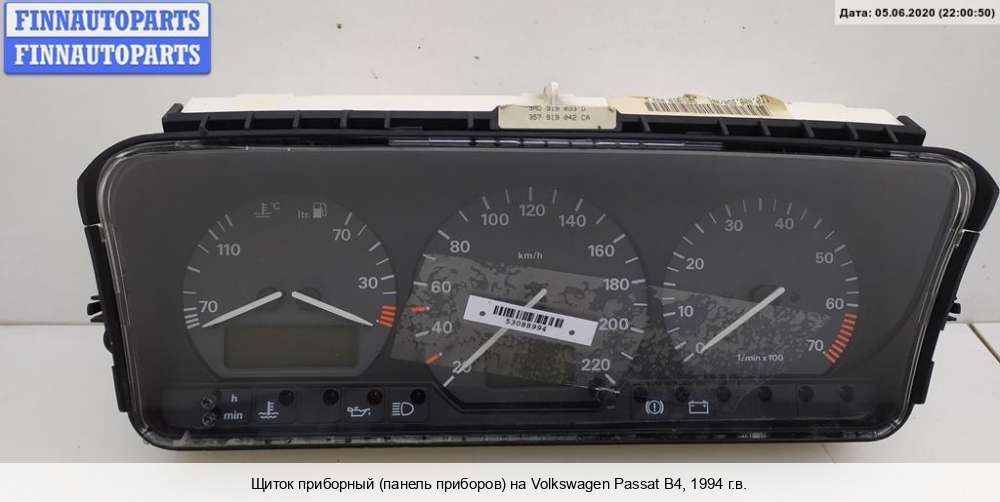 FINNAUTOPARTS
FINNAUTOPARTS
Дата: 05.06.2020 (22:00:50)
357 919 042 CA
°C
ltr.
110
70
70
30
100 120 140
80
160
km/h
60
180
40
200
20
220
53088994
30 40
20
50
10
60
0
70
1/min x 100
h
min
Щиток приборный (панель приборов) на Volkswagen Passat B4, 1994 г.в.